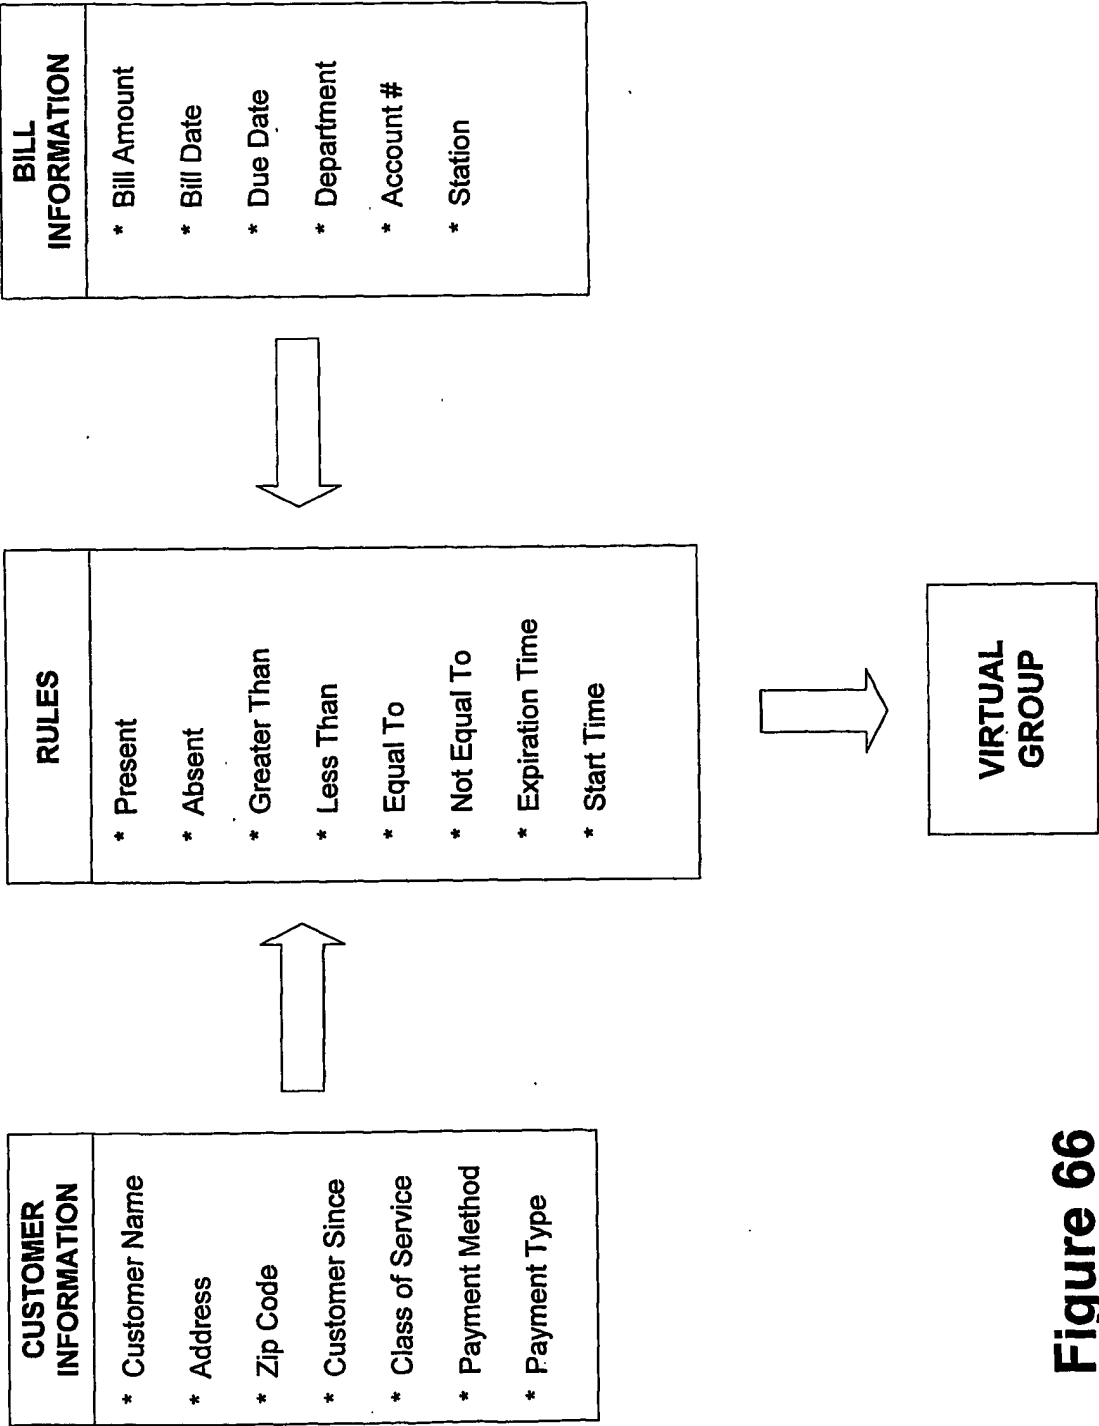 CUSTOMER
INFORMATION
* Customer Name
* Address
* Zip Code
* Customer Since
* Class of Service
* Payment Method
* Payment Type
RULES
* Present
* Absent
* Greater Than
* Less Than
* Equal To
* Not Equal To
* Expiration Time
* Start Time
BILL
INFORMATION
* Bill Amount
* Bill Date
* Due Date
* Department
* Account #
* Station
VIRTUAL
GROUP
Figure 66